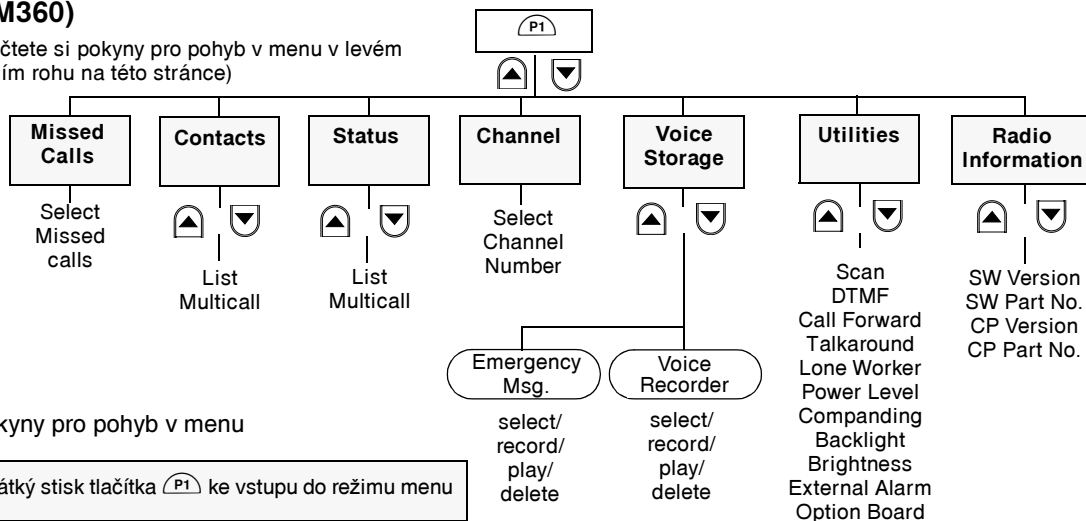 M360)
čtete si pokyny pro pohyb v menu v levém
ím rohu na této stránce)
P1
Missed
Calls
Contacts
Status
Channel
Voice
Storage
Utilities
Radio
Information
Select
Missed
calls
List
Multicall
List
Multicall
Select
Channel
Number
Emergency
Msg.
select/
record/
play/
delete
Voice
Recorder
select/
record/
play/
delete
Scan
DTMF
Call Forward
Talkaround
Lone Worker
Power Level
Companding
Backlight
Brightness
External Alarm
Option Board
SW Version
SW Part No.
CP Version
CP Part No.
kyny pro pohyb v menu
átký stisk tlačítka P1 ke vstupu do režimu menu